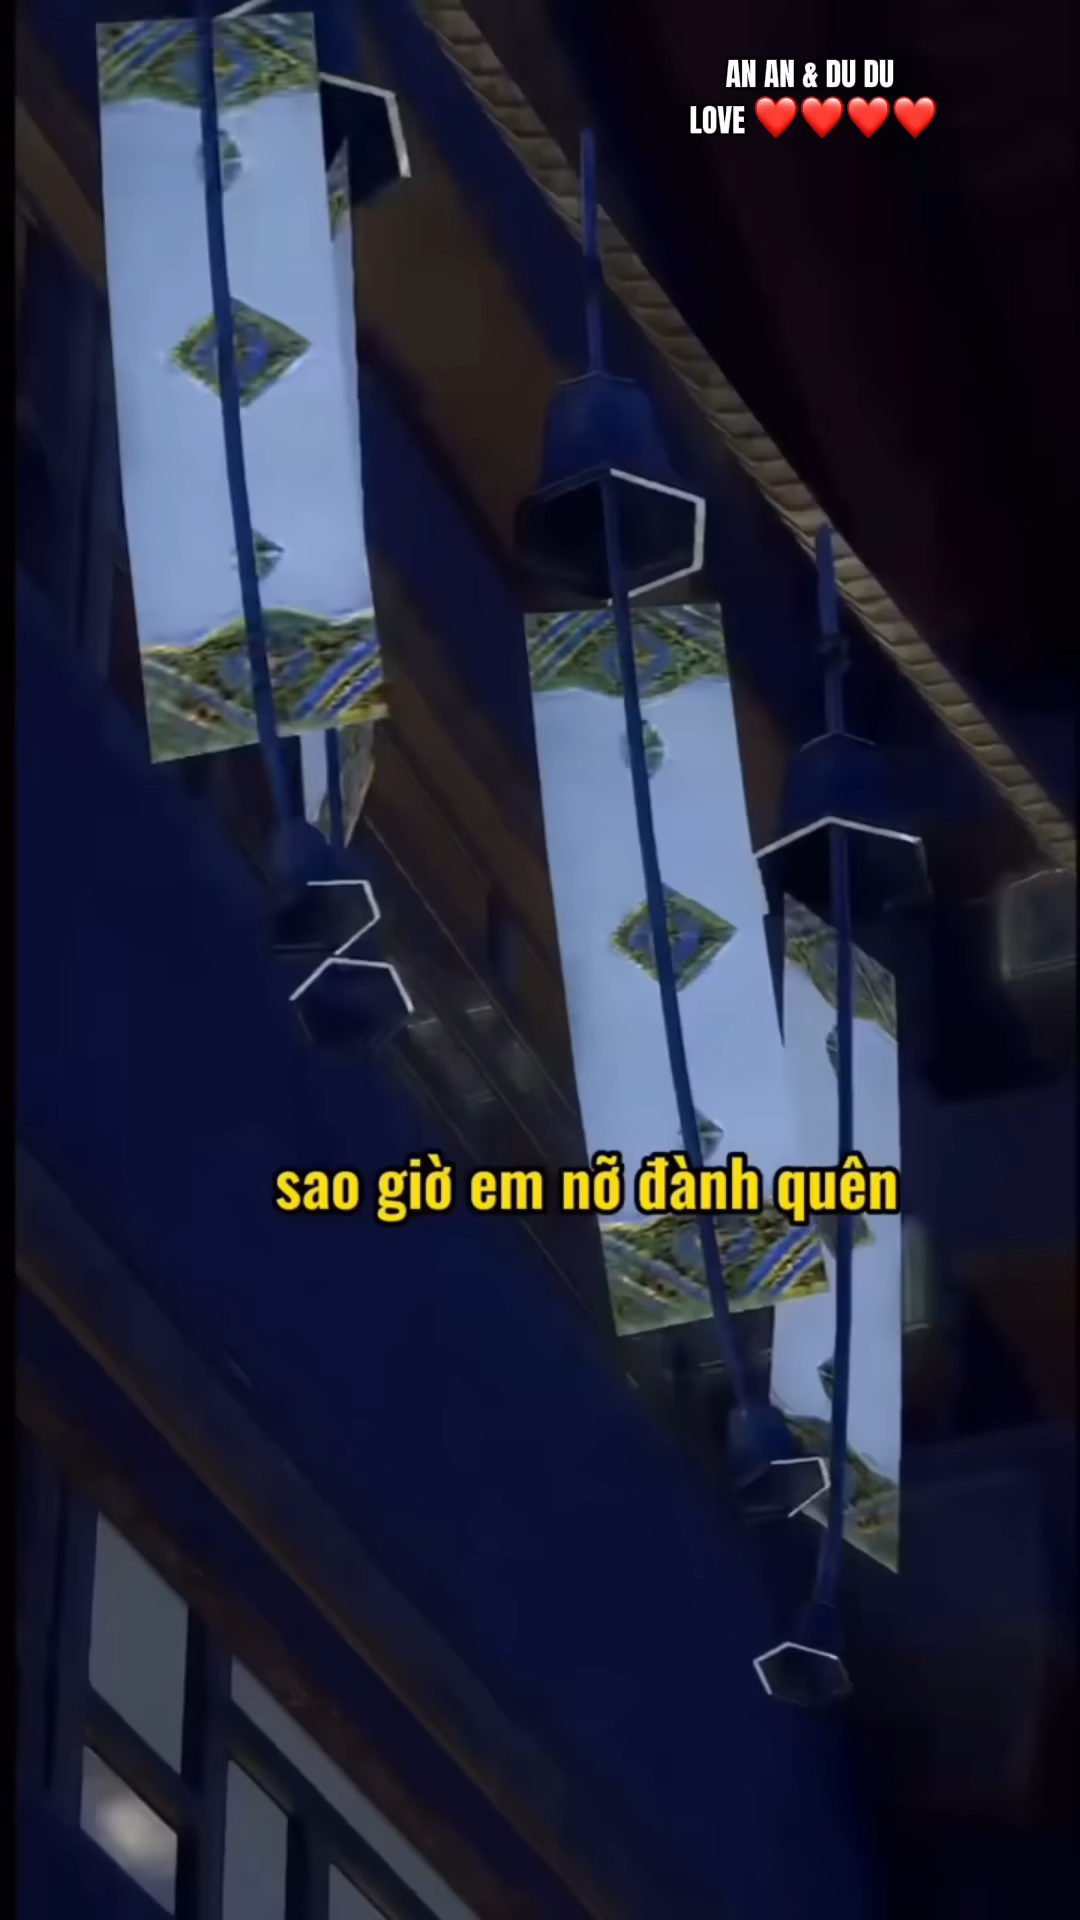 AN AN & DU DU
LOVE ❤️❤️❤️❤️
sao giờ em nỡ đành quên